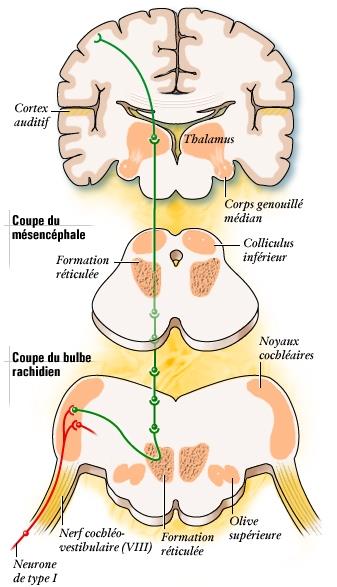 Cortex
auditif
Thalamus
Corps genouillé
médian
Coupe du
mésencéphale
Colliculus
inférieur
Formation
réticulée
Noyaux
cochléaires
Coupe du bulbe
rachidien
Nerf cochléo-
vestibulaire (VIII)
Formation
réticulée
Olive
supérieure
Neurone
de type I